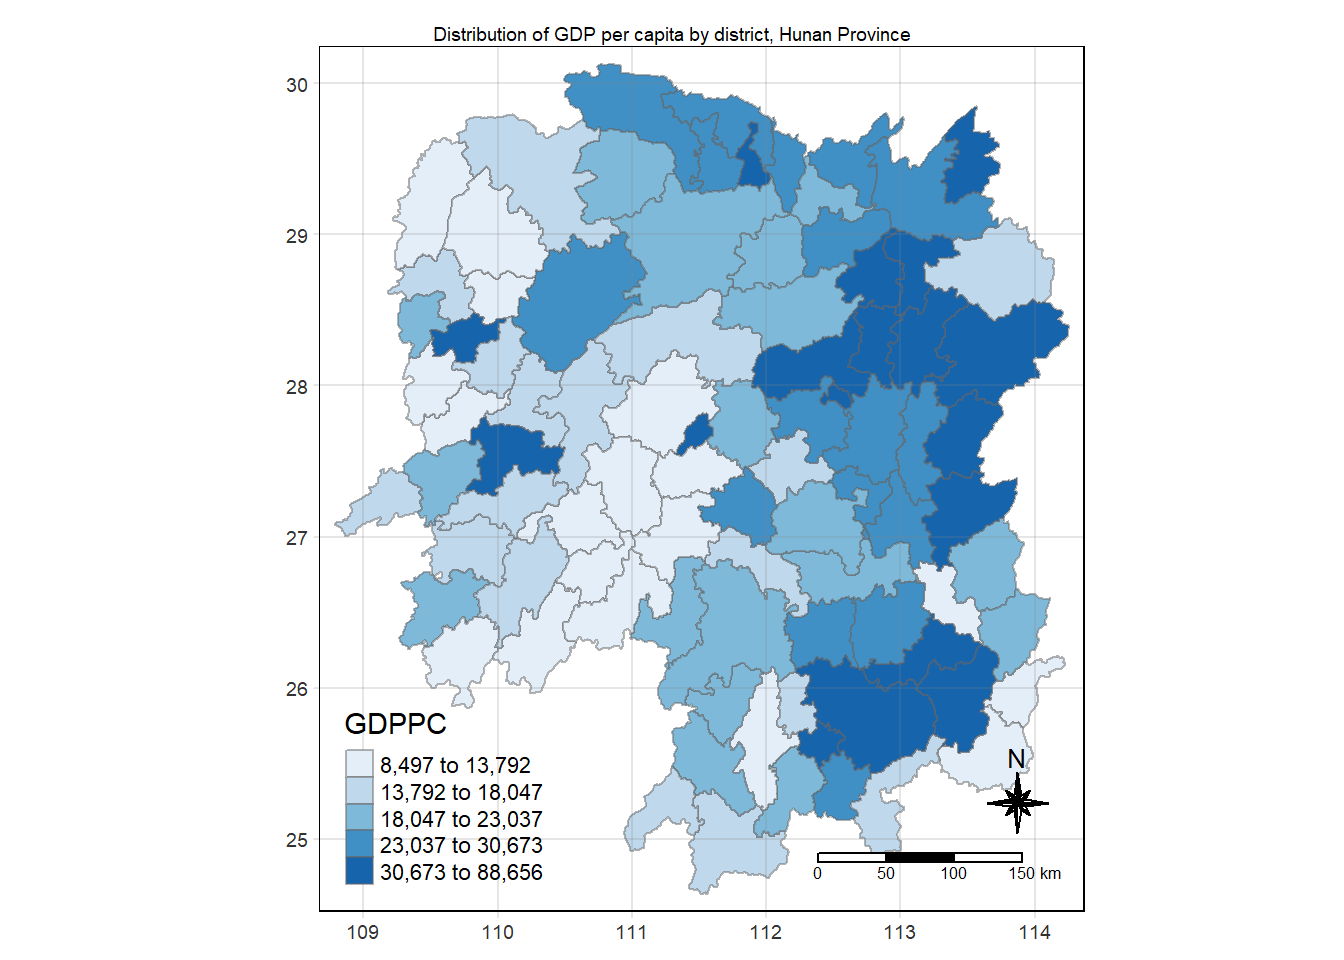 Distribution of GDP per capita by district, Hunan Province
30
29
28
27
26
25
GDPPC
8,497 to 13,792
13,792 to 18,047
18,047 to 23,037
23,037 to 30,673
30,673 to 88,656
N
0 50 100 150 km
109 110 111 112 113 114